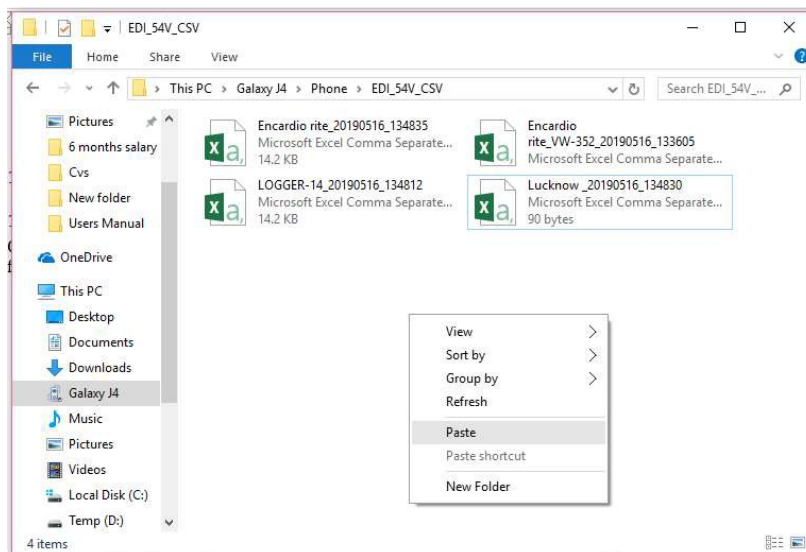 EDI_54V_CSV
File Home Share View
This PC > Galaxy J4 > Phone > EDI_54V_CSV
Search EDI_54V_...
Pictures
6 months salary
Cvs
New folder
Users Manual
OneDrive
This PC
Desktop
Documents
Downloads
Galaxy J4
Music
Pictures
Videos
Local Disk (C:)
Temp (D:)
Encardio rite_20190516_134835
Microsoft Excel Comma Separate...
14.2 KB
Encardio
rite_VW-352_20190516_133605
Microsoft Excel Comma Separate...
LOGGER-14_20190516_134812
Microsoft Excel Comma Separate...
14.2 KB
Lucknow _20190516_134830
Microsoft Excel Comma Separate...
90 bytes
View
Sort by
Group by
Refresh
Paste
Paste shortcut
New Folder
4 items